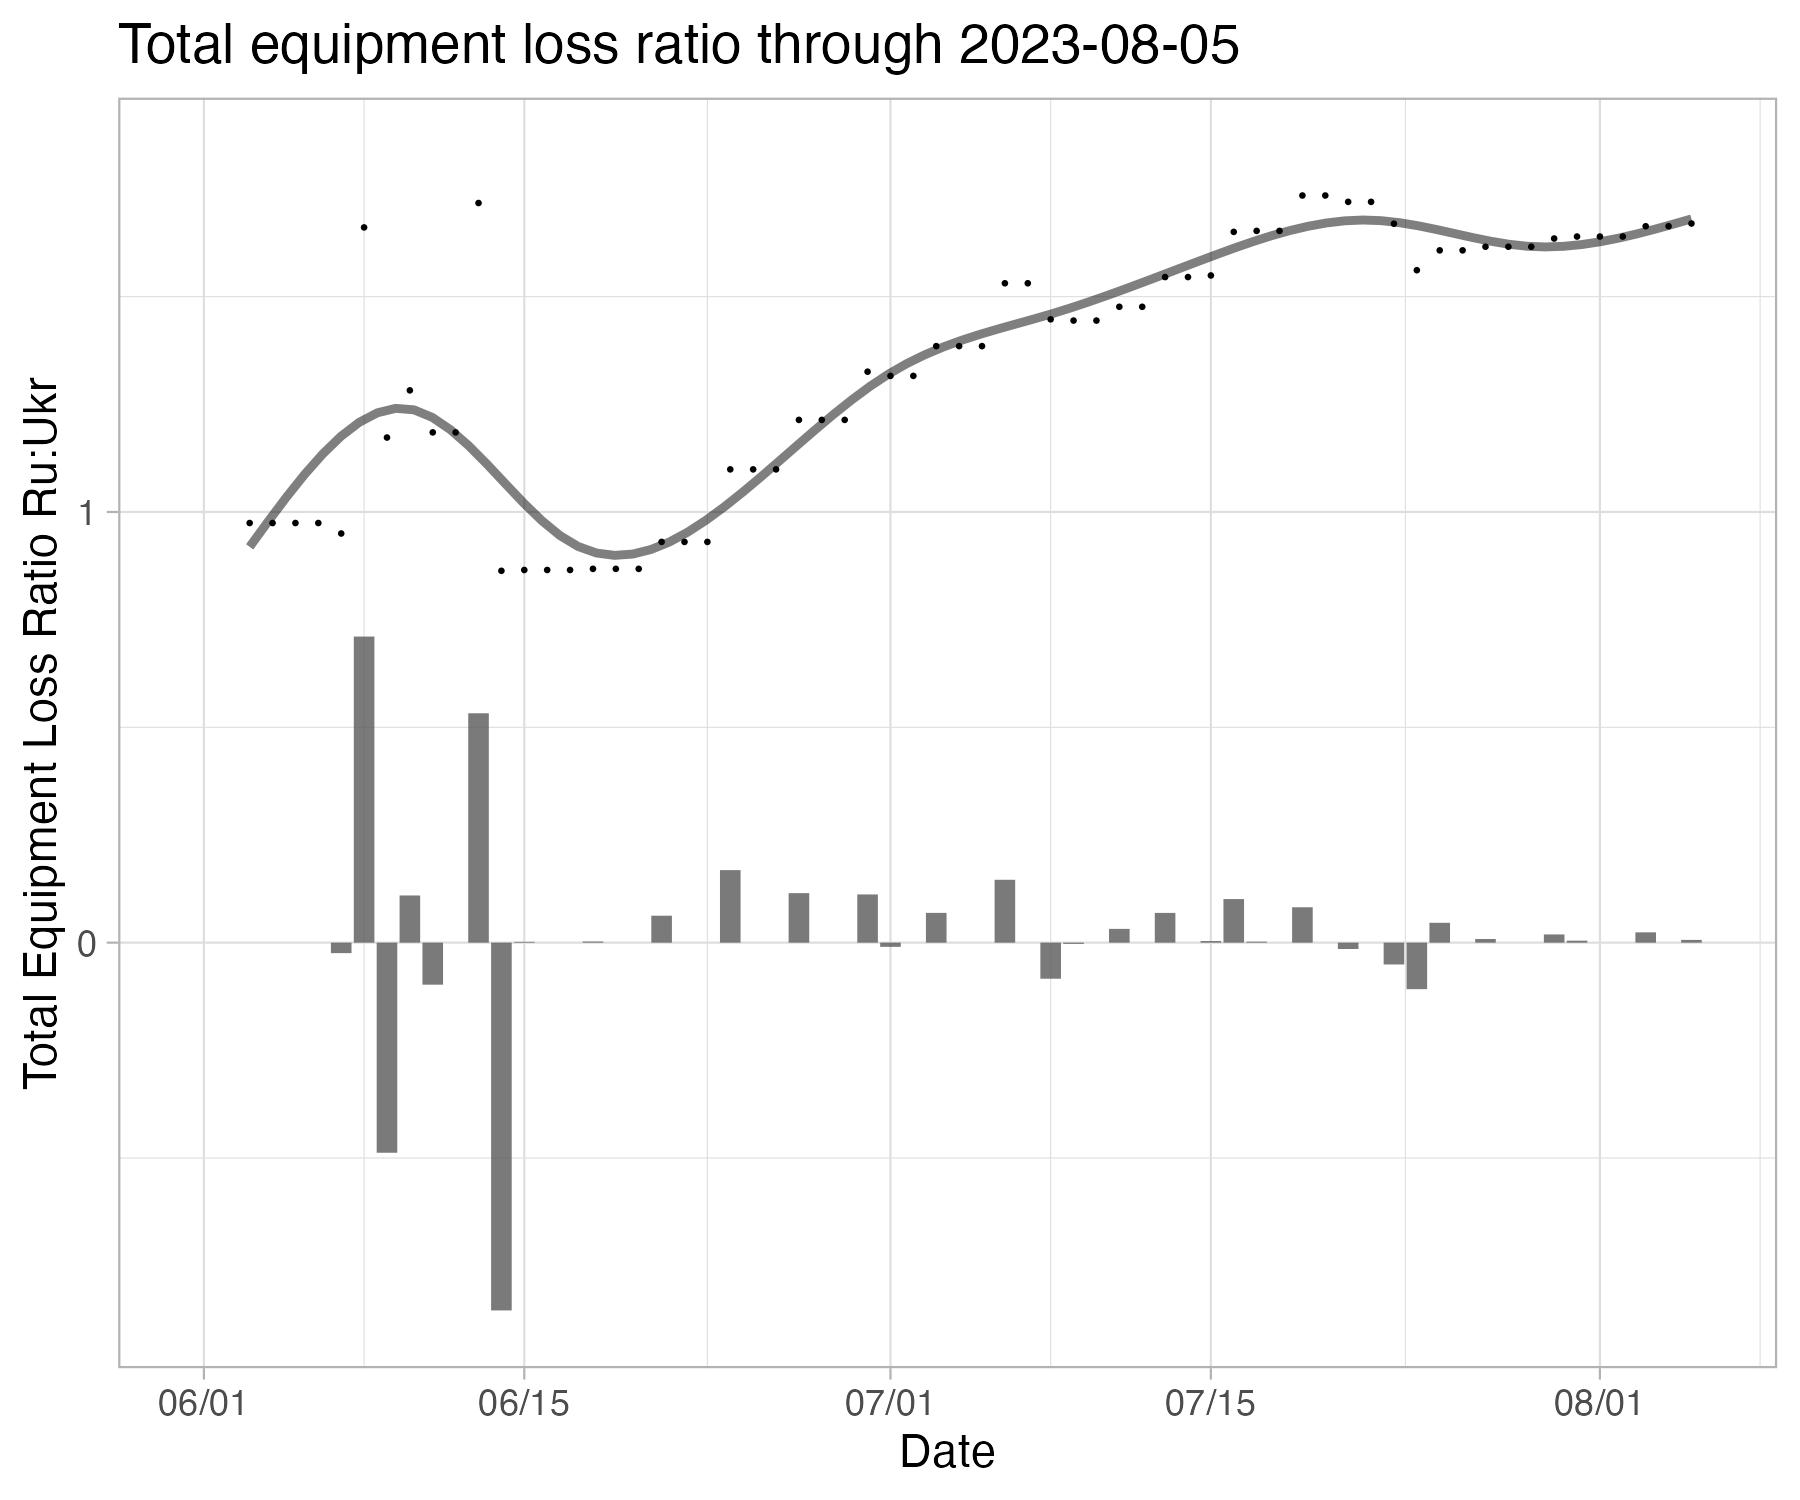 Total equipment loss ratio through 2023-08-05
Total Equipment Loss Ratio Ru:Ukr
1
0
06/01
06/15
07/01
07/15
08/01
Date